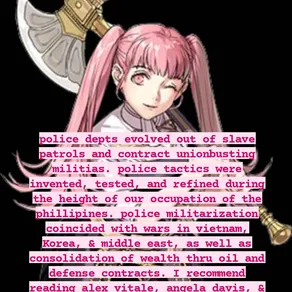 police depts evolved out of slave
patrols and contract unionbusting
militias. police tactics were
invented, tested, and refined during
the height of our occupation of the
phillipines. police militarization
coincided with wars in vietnam,
Korea, & middle east, as well as
consolidation of wealth thru oil and
defense contracts. I recommend
reading alex vitale, angela davis, &